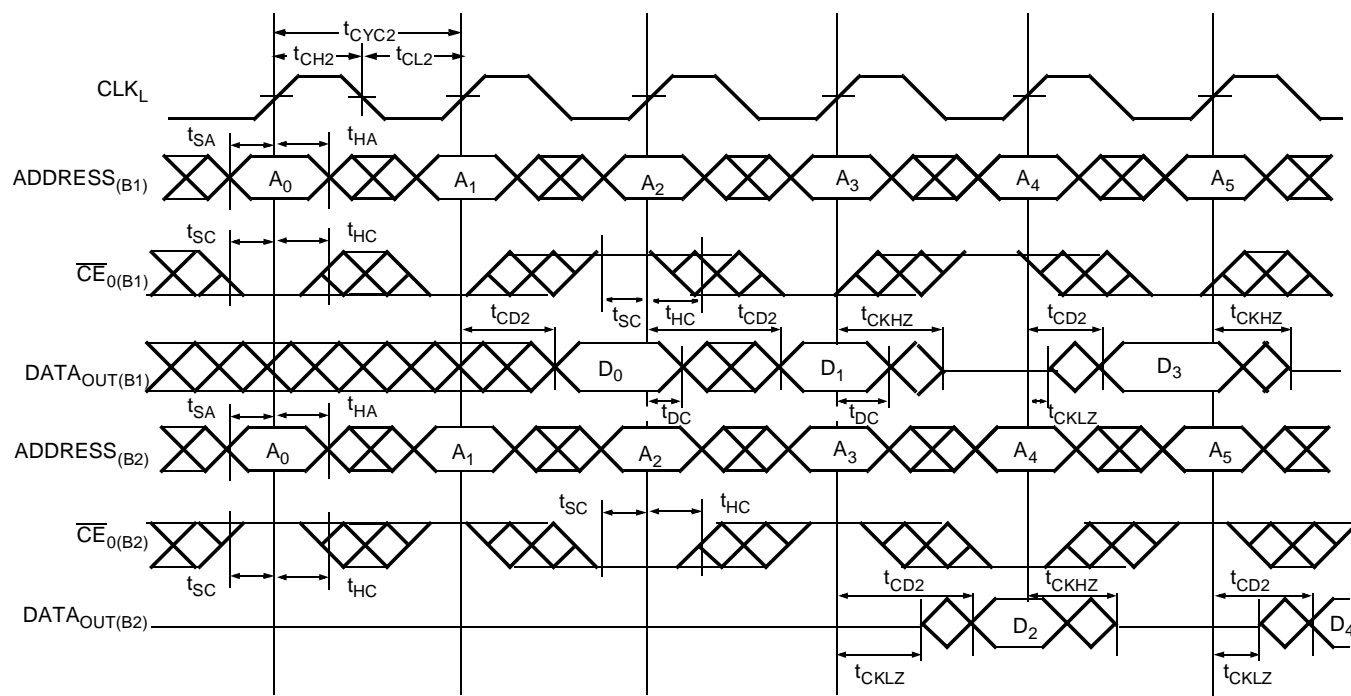 tCYC2
tCH2 tCL2
CLKL
tSA tHA
ADDRESS(B1) A0 A1 A2 A3 A4 A5
tSC tHC
CE0(B1)
tCD2 tSC tHC tCD2 tCKHZ tCD2 tCKHZ
DATAOUT(B1) D0 D1 D3
tSA tHA tDC tDC tCKLZ
ADDRESS(B2) A0 A1 A2 A3 A4 A5
tSC tHC
CE0(B2)
tSC tHC tCD2 tCKHZ tCD2
DATAOUT(B2) D2 D4
tCKLZ tCKLZ